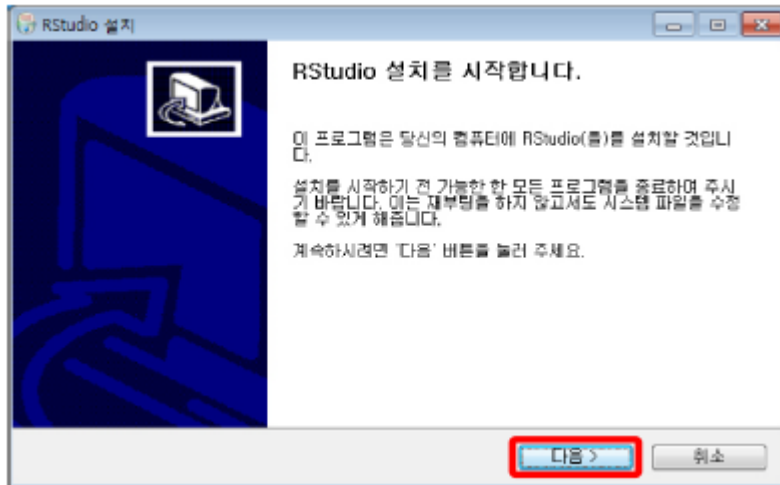 RStudio 설치
RStudio 설치를 시작합니다.
이 프로그램은 당신의 컴퓨터에 RStudio(을)를 설치할 것입니
다.
설치를 시작하기 전 가능한 한 모든 프로그램을 종료하여 주시
기 바랍니다. 이는 재부팅을 하지 않고서도 시스템 파일을 수정
할 수 있게 해줍니다.
계속하시려면 '다음' 버튼을 눌러 주세요.
다음 >
취소